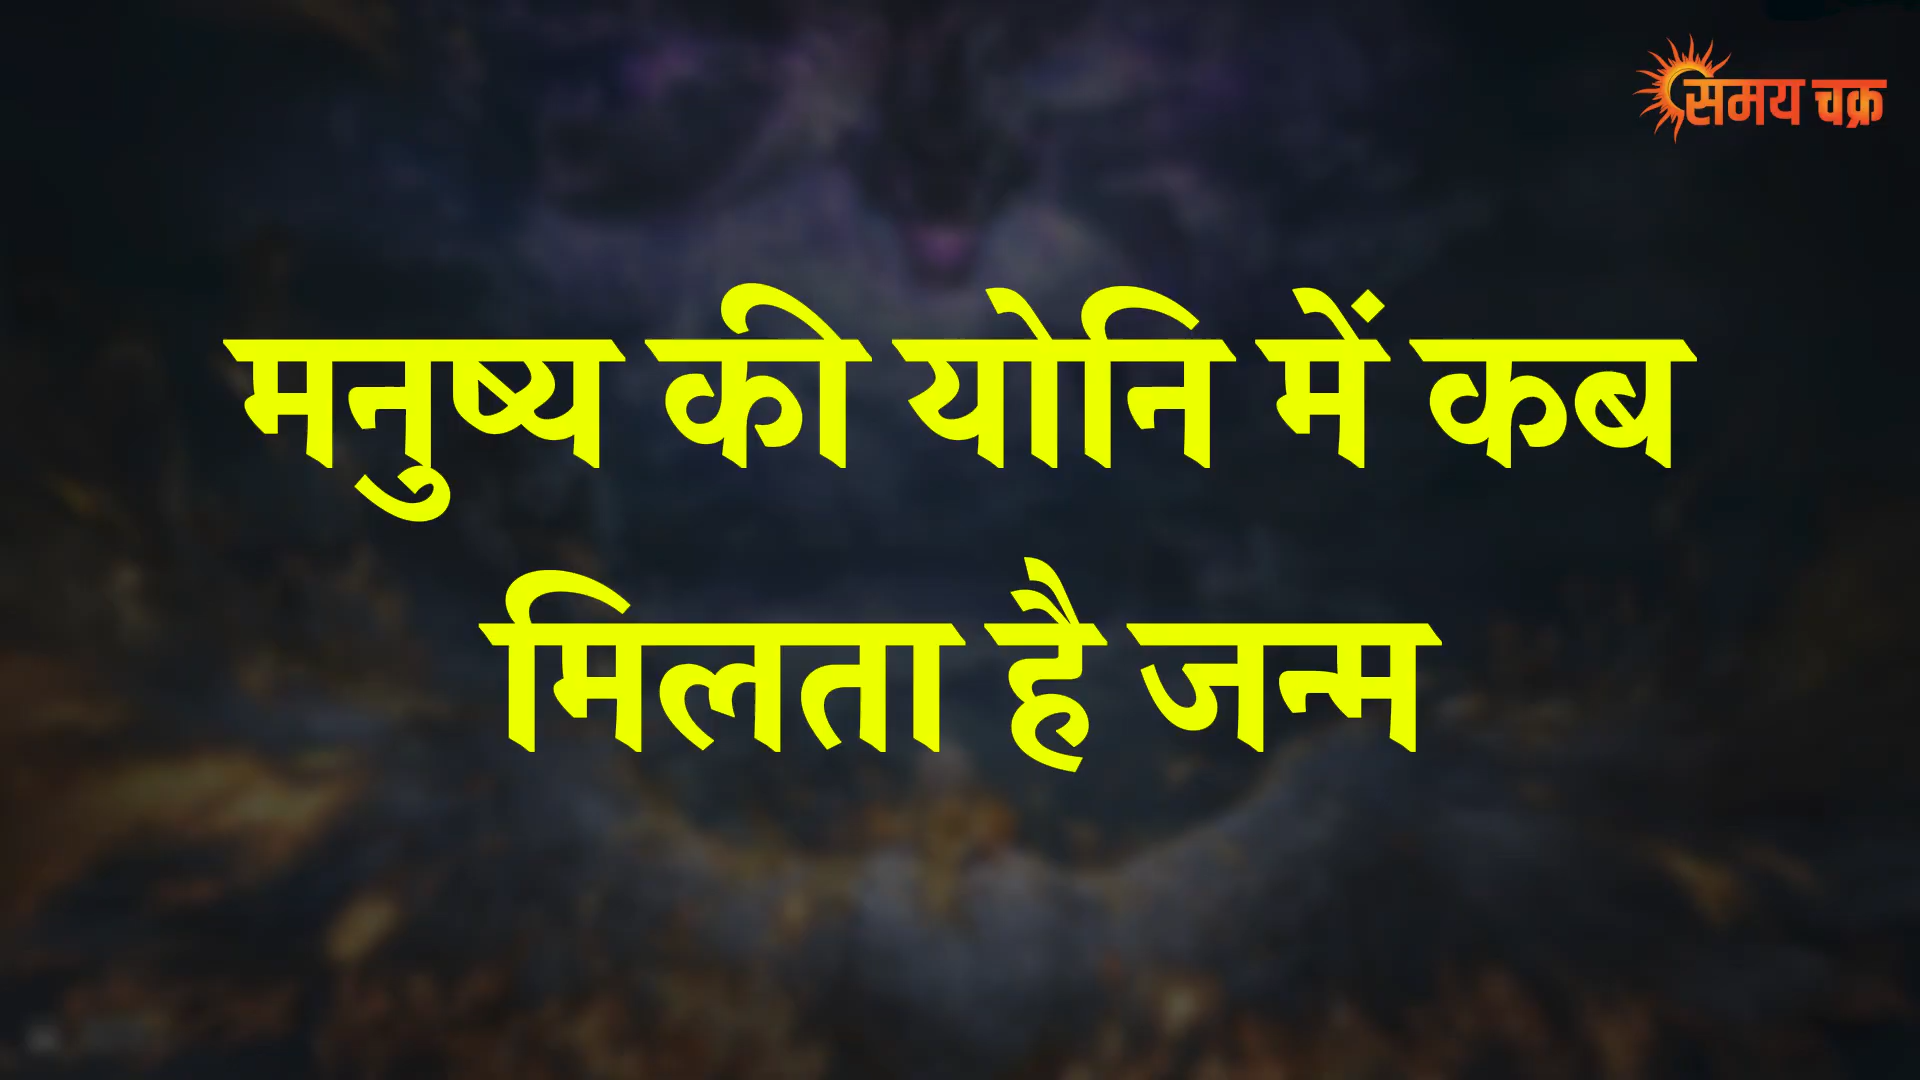 समय चक्र
मनुष्य की योनि में कब
मिलता है जन्म